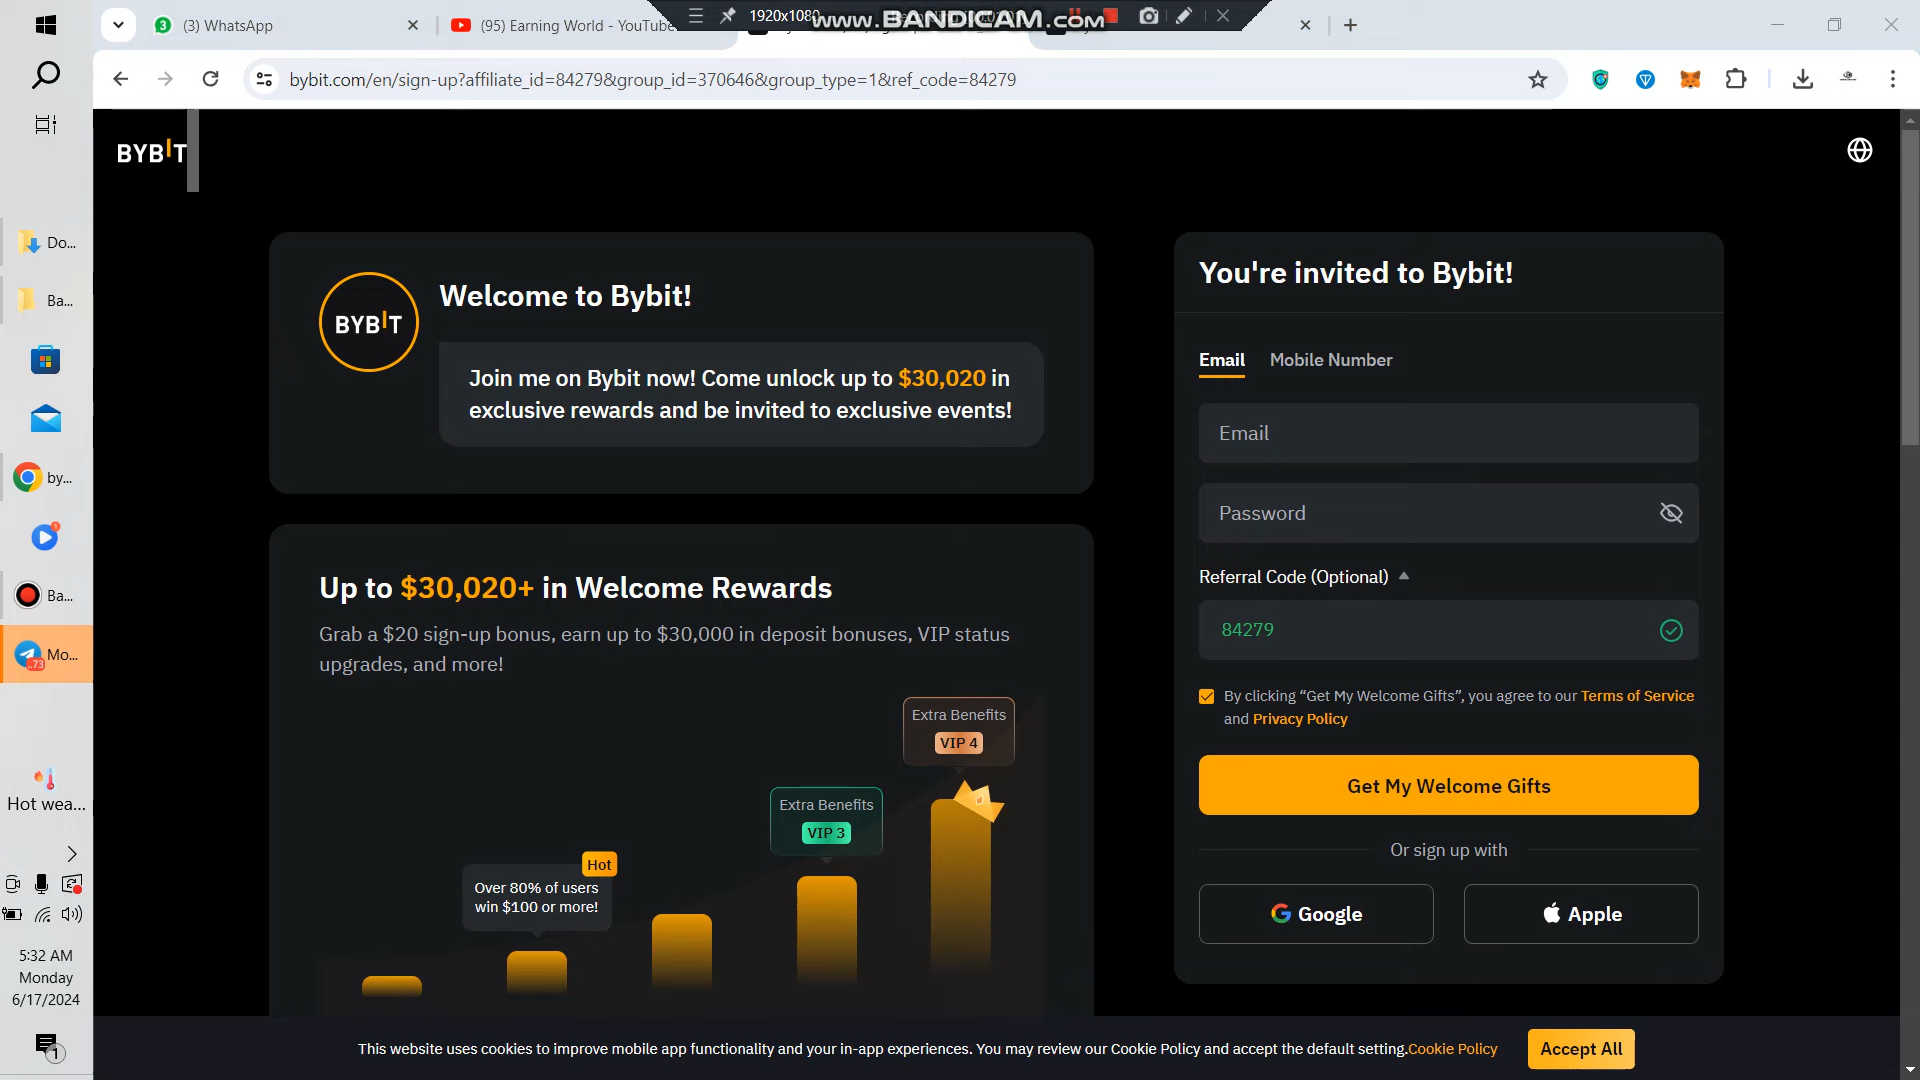 (3) WhatsApp
(95) Earning World - YouTube
1920x1080
www.BANDICAM.com
bybit.com/en/sign-up?affiliate_id=84279&group_id=370646&group_type=1&ref_code=84279
BYBIT
Do...
Ba...
by...
Ba...
Mo...
..73
Hot wea...
5:32 AM
Monday
6/17/2024
1
BYBIT
Welcome to Bybit!
Join me on Bybit now! Come unlock up to $30,020 in
exclusive rewards and be invited to exclusive events!
Up to $30,020+ in Welcome Rewards
Grab a $20 sign-up bonus, earn up to $30,000 in deposit bonuses, VIP status
upgrades, and more!
Extra Benefits
VIP 4
Extra Benefits
VIP 3
Hot
Over 80% of users
win $100 or more!
You're invited to Bybit!
Email Mobile Number
Email
Password
Referral Code (Optional)
84279
By clicking “Get My Welcome Gifts”, you agree to our Terms of Service
and Privacy Policy
Get My Welcome Gifts
Or sign up with
Google
Apple
This website uses cookies to improve mobile app functionality and your in-app experiences. You may review our Cookie Policy and accept the default setting.Cookie Policy
Accept All